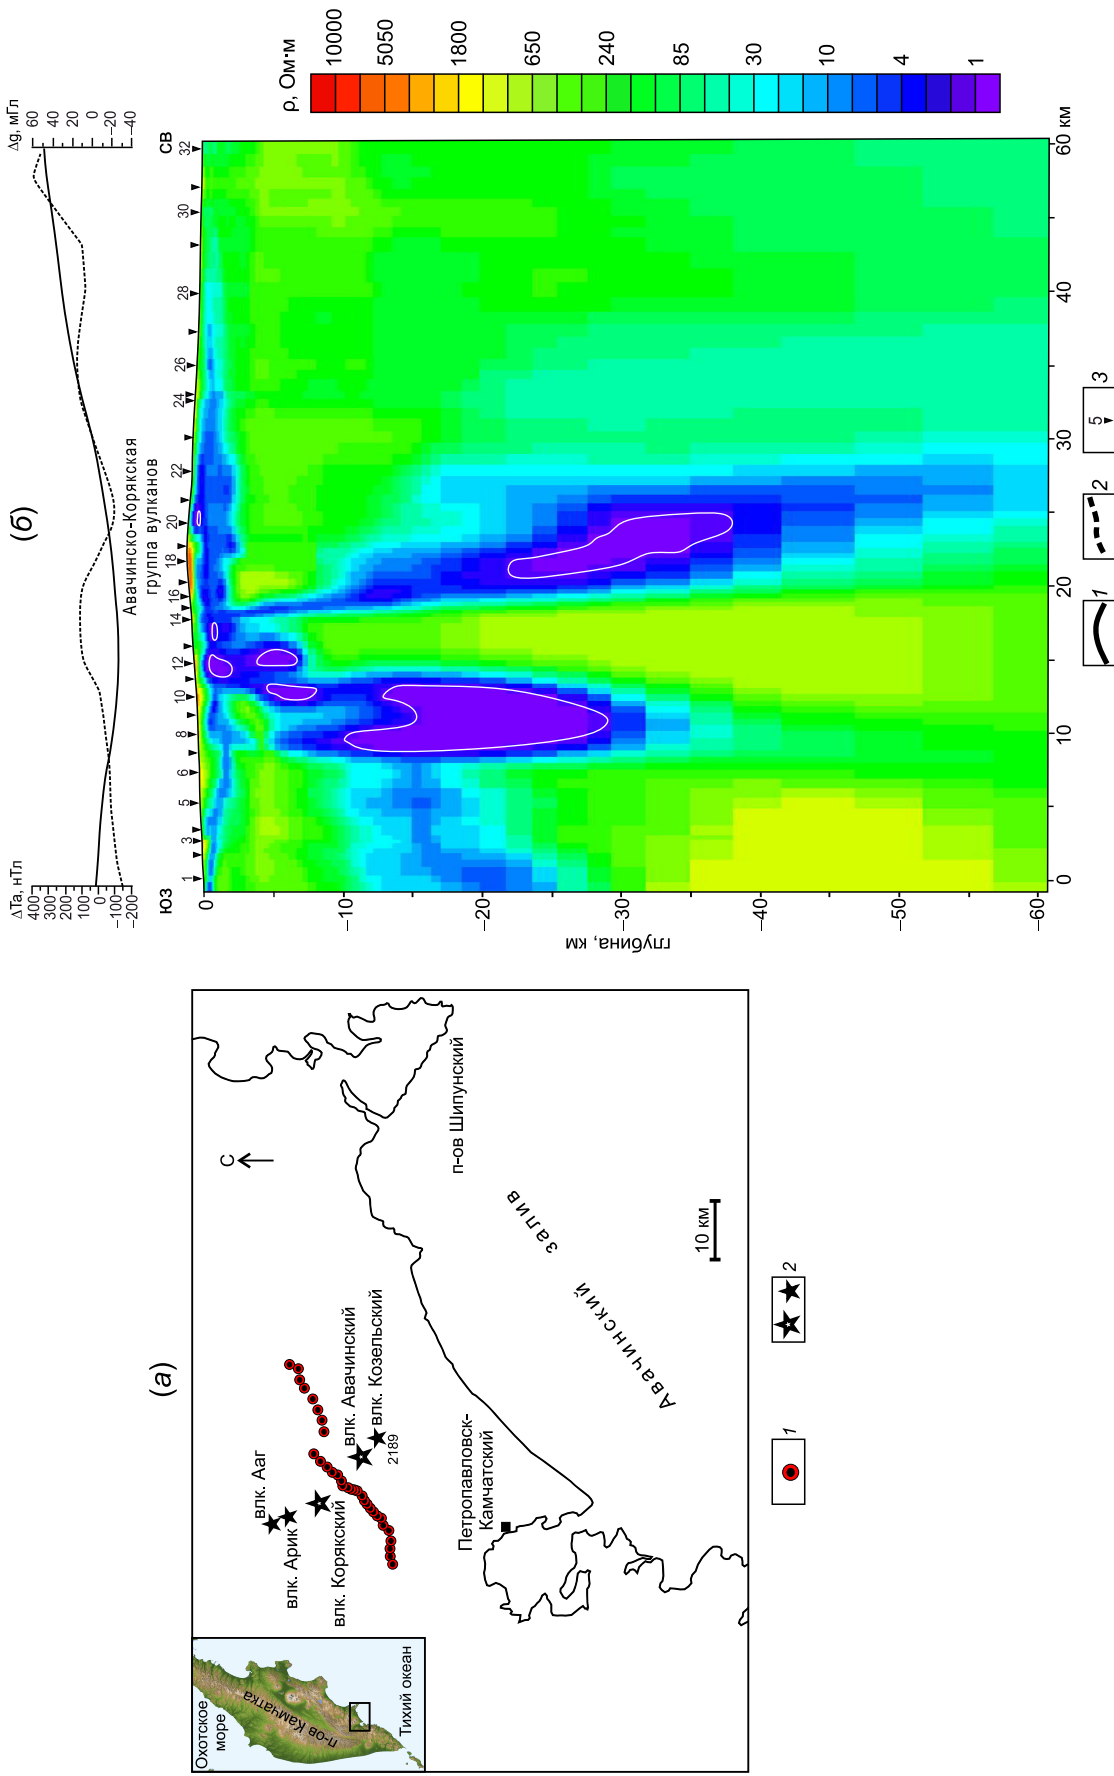 (а)
Охотское
море
п-ов Камчатка
Тихий океан
С
влк. Ааг
влк. Арик
влк. Корякский
влк. Авачинский
влк. Козельский
2189
Петропавловск-
Камчатский
п-ов Шипунский
Авачинский залив
10 км
1
2
(б)
ΔTa, нТл
400
300
200
100
0
−100
−200
Δg, мГл
60
40
20
0
−20
−40
Авачинско-Корякская
группа вулканов
ЮЗ
СВ
1 3 5 6 8 10 12 14 16 18 20 22 24 26 28 30 32
0
−10
−20
−30
−40
−50
−60
глубина, км
0 10 20 30 40 60 км
ρ, Ом·м
10000
5050
1800
650
240
85
30
10
4
1
1
2
5
3